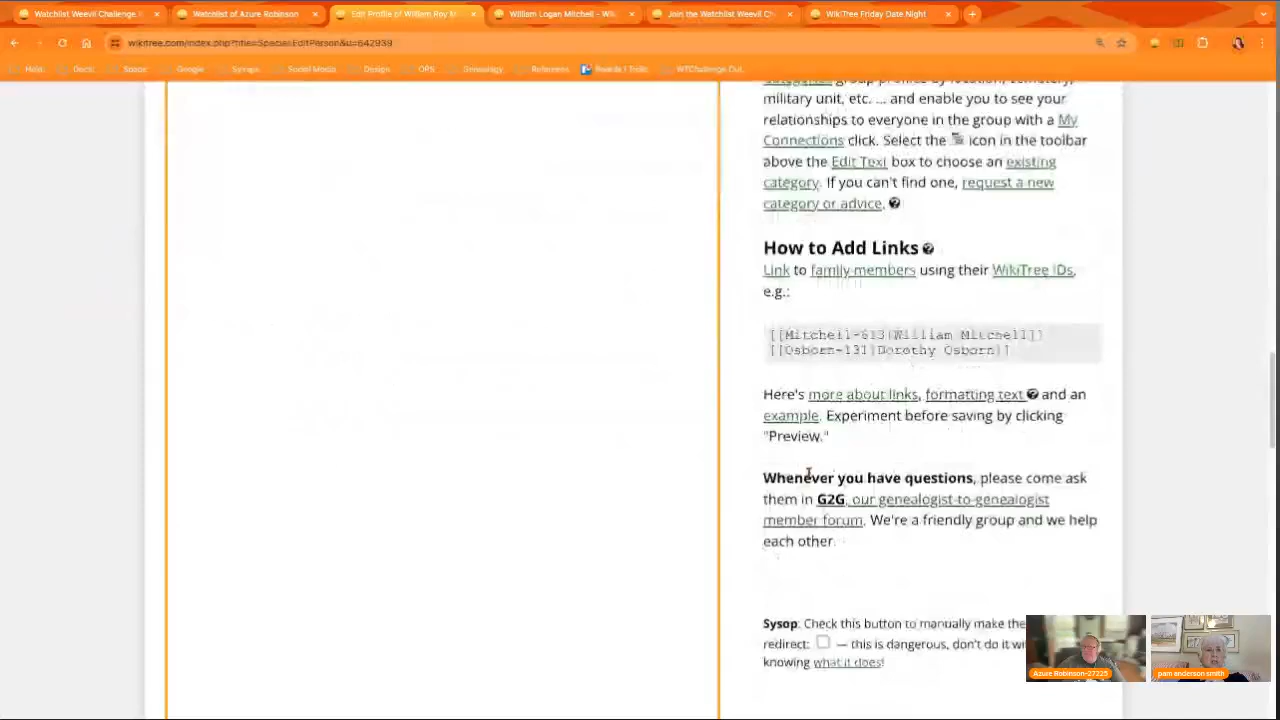 Watchlist Weevil Challenge
Watchlist of Azure Robinson
Edit Profile of William Roy M
William Logan Mitchell - Wik
Join the Watchlist Weevil Ch
WikiTree Friday Date Night
wikitree.com/index.php?title=Special:EditPerson&u=642939
Hold
Docs
Space
Google
Sysops
Social Media
Design
OPS
Genealogy
References
Boards | Trello
WTChallenge Out
Categories group profiles by location, cemetery,
military unit, etc. ... and enable you to see your
relationships to everyone in the group with a My
Connections click. Select the icon in the toolbar
above the Edit Text box to choose an existing
category. If you can't find one, request a new
category or advice.
How to Add Links
Link to family members using their WikiTree IDs,
e.g.:
[[Mitchell-613|William Mitchell]]
[[Osborn-131|Dorothy Osborn]]
Here's more about links, formatting text and an
example. Experiment before saving by clicking
"Preview."
Whenever you have questions, please come ask
them in G2G, our genealogist-to-genealogist
member forum. We're a friendly group and we help
each other.
Sysop: Check this button to manually make the
redirect: — this is dangerous, don't do it wi
knowing what it does!
Azure Robinson-27225
pam anderson smith